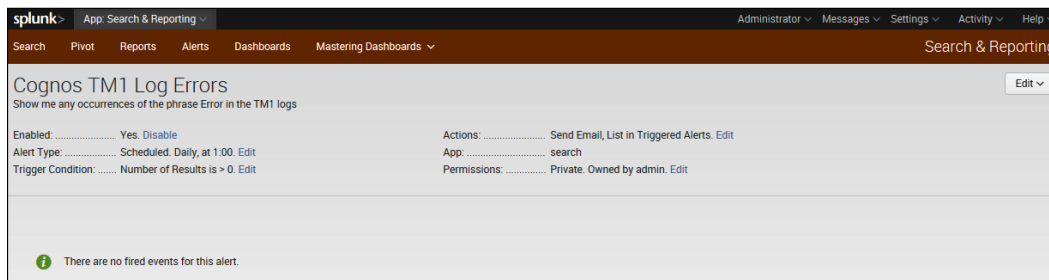 splunk> App: Search & Reporting Administrator Messages Settings Activity Help
Search Pivot Reports Alerts Dashboards Mastering Dashboards Search & Reporting
Cognos TM1 Log Errors Edit
Show me any occurrences of the phrase Error in the TM1 logs
Enabled: ...................... Yes. Disable Actions: ...................... Send Email, List in Triggered Alerts. Edit
Alert Type: .................. Scheduled. Daily, at 1:00. Edit App: ........................... search
Trigger Condition: ....... Number of Results is > 0. Edit Permissions: ............... Private. Owned by admin. Edit
There are no fired events for this alert.